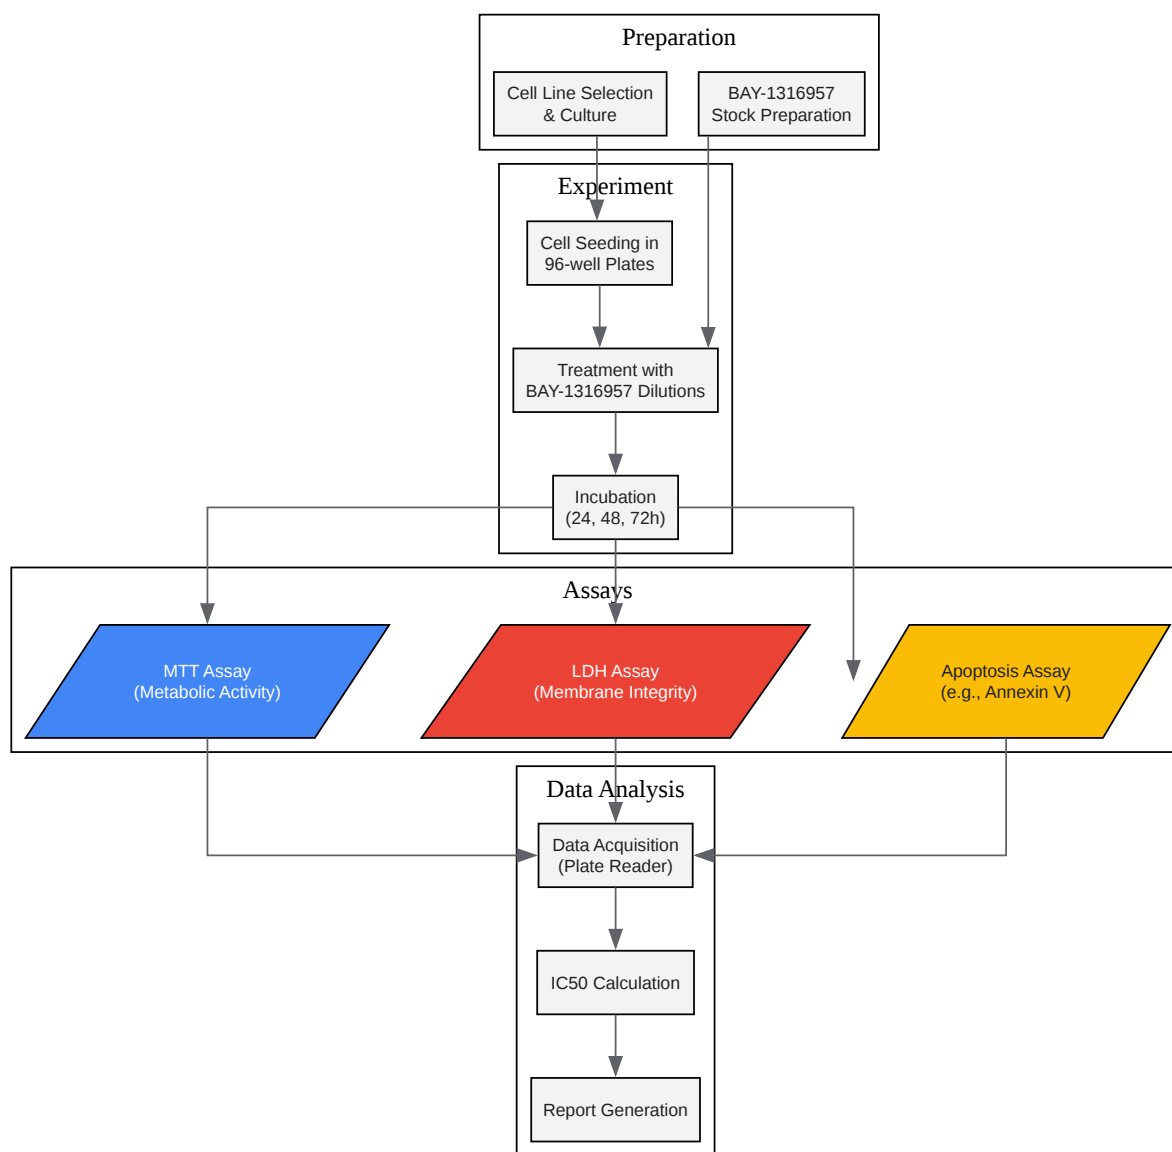 Preparation
Cell Line Selection
& Culture
BAY-1316957
Stock Preparation
Experiment
Cell Seeding in
96-well Plates
Treatment with
BAY-1316957 Dilutions
Incubation
(24, 48, 72h)
Assays
MTT Assay
(Metabolic Activity)
LDH Assay
(Membrane Integrity)
Apoptosis Assay
(e.g., Annexin V)
Data Analysis
Data Acquisition
(Plate Reader)
IC50 Calculation
Report Generation